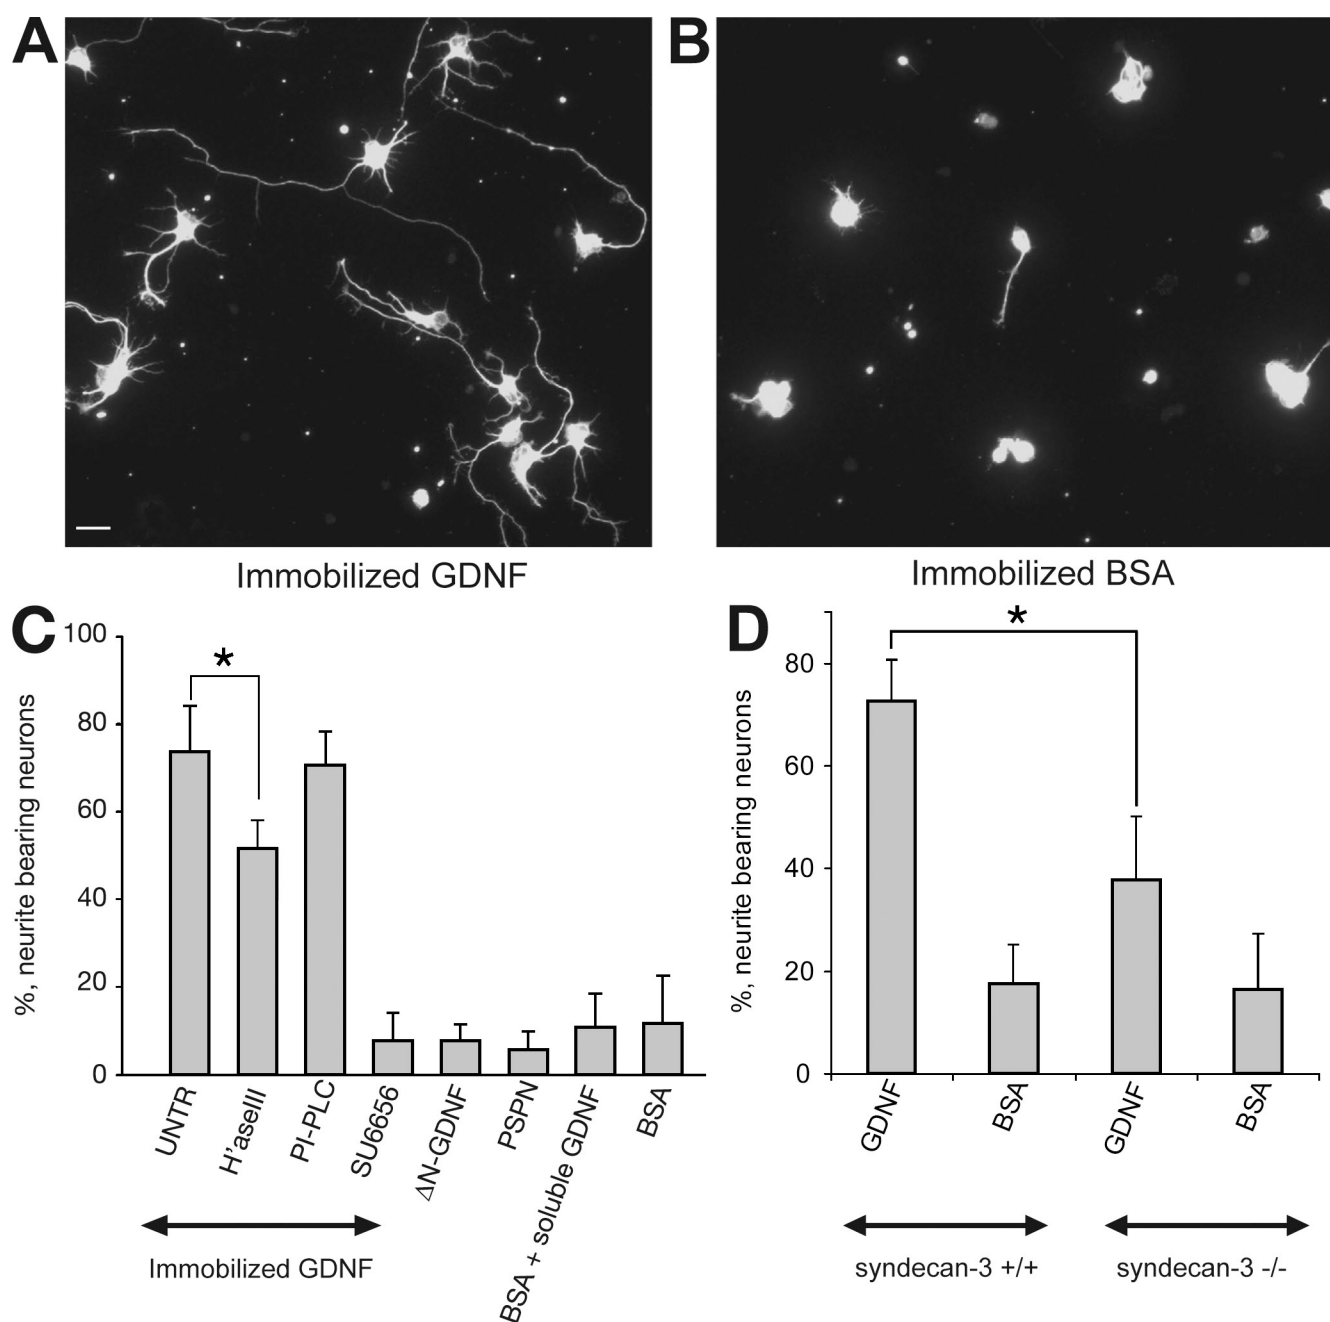 A
B
Immobilized GDNF
Immobilized BSA
C
100
80
60
40
20
0
%, neurite bearing neurons
*
UNTR
H'aseIII
PI-PLC
SU6656
ΔN-GDNF
PSPN
BSA + soluble GDNF
BSA
Immobilized GDNF
D
80
60
40
20
0
%, neurite bearing neurons
*
GDNF
BSA
GDNF
BSA
syndecan-3 +/+
syndecan-3 -/-